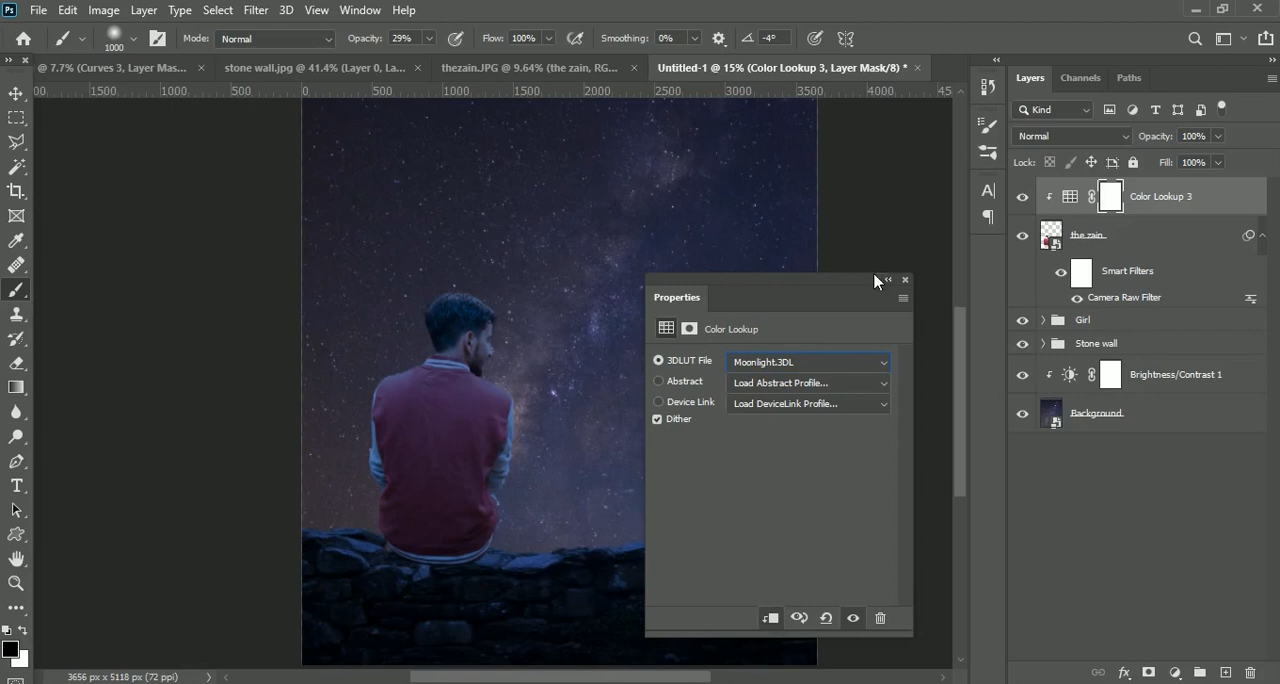 Ps File Edit Image Layer Type Select Filter 3D View Window Help
1000 Mode: Normal Opacity: 29% Flow: 100% Smoothing: 0% -4°
@ 7.7% (Curves 3, Layer Mas... × stone wall.jpg @ 41.4% (Layer 0, La... × thezain.JPG @ 9.64% (the zain, RG... × Untitled-1 @ 15% (Color Lookup 3, Layer Mask/8) * ×
00 1500 1000 500 0 500 1000 1500 2000 2500 3000 3500 4000 45
Layers Channels Paths
Kind
Normal Opacity: 100%
Lock: Fill: 100%
Color Lookup 3
the zain
Smart Filters
Camera Raw Filter
Girl
Stone wall
Brightness/Contrast 1
Background
Properties
Color Lookup
3DLUT File Moonlight.3DL
Abstract Load Abstract Profile...
Device Link Load DeviceLink Profile...
Dither
3656 px x 5118 px (72 ppi)